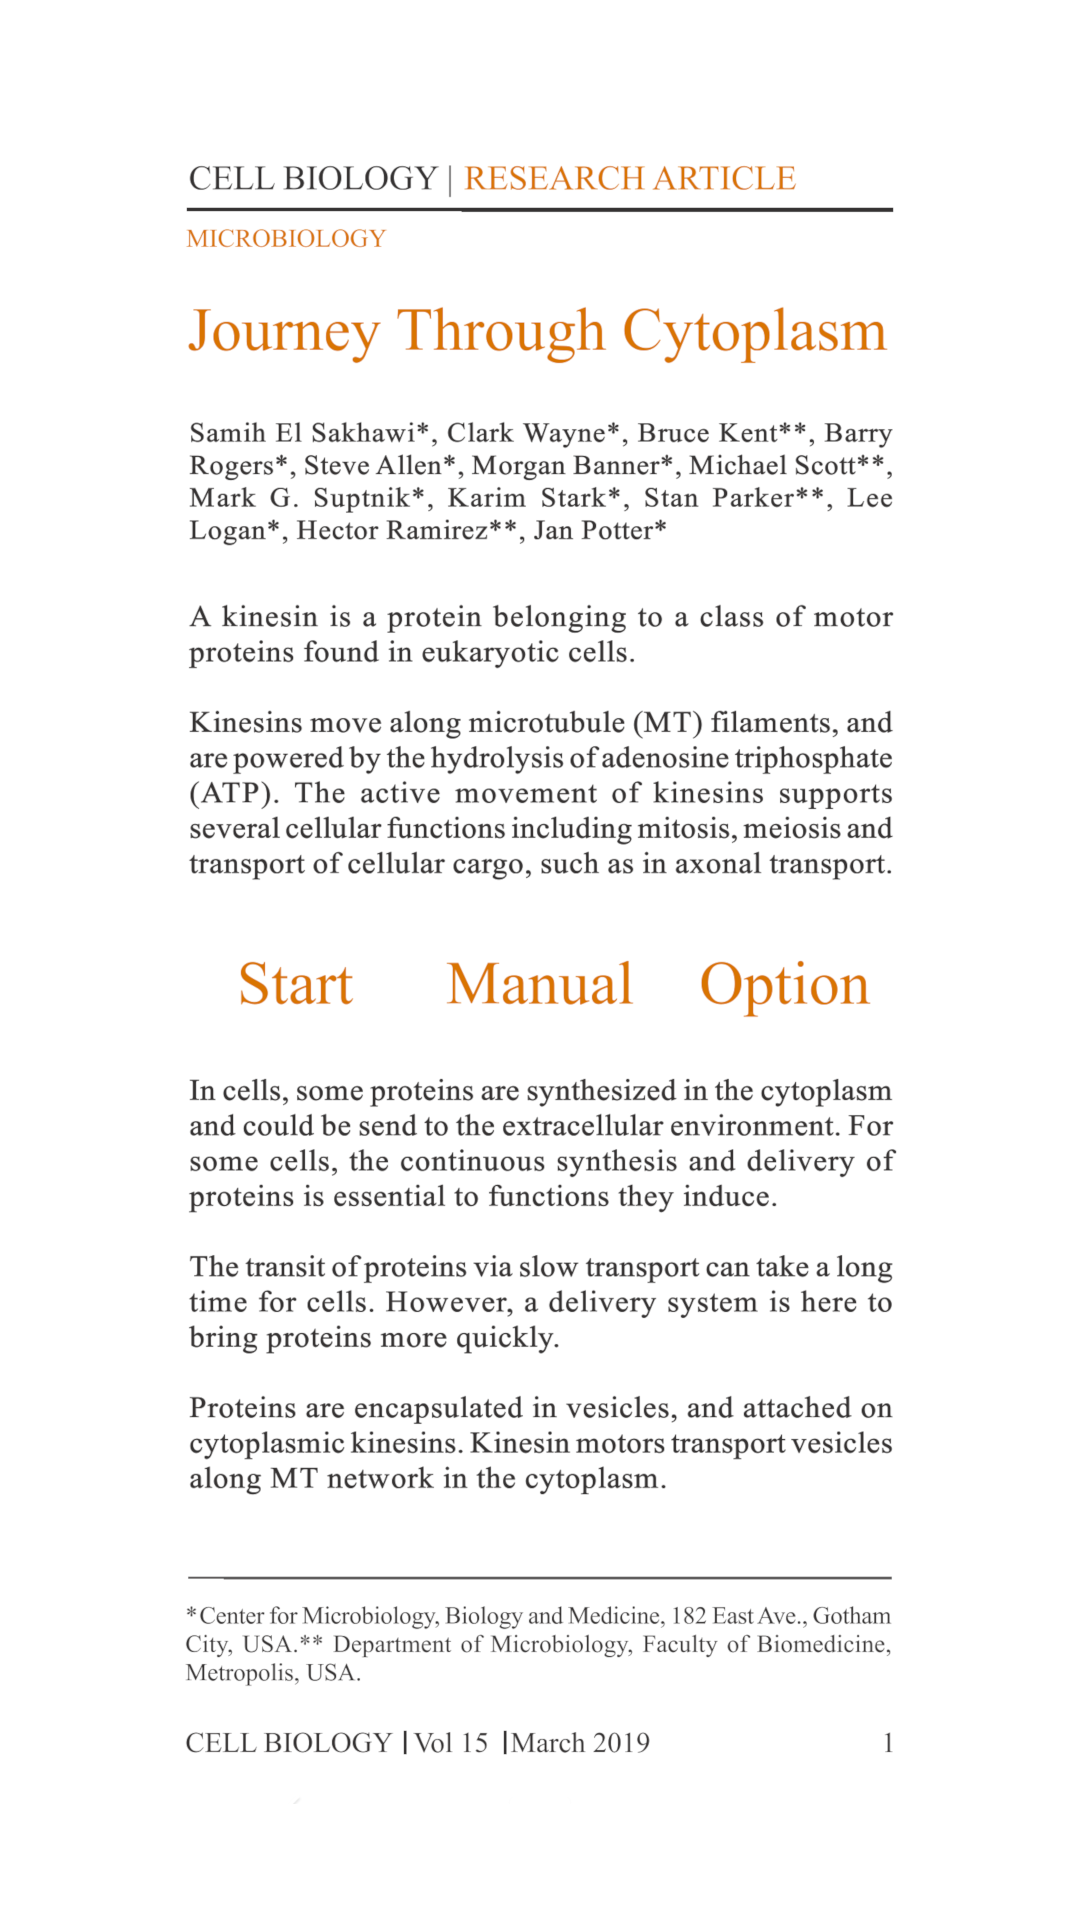 CELL BIOLOGY | RESEARCH ARTICLE
MICROBIOLOGY
Journey Through Cytoplasm
Samih El Sakhawi*, Clark Wayne*, Bruce Kent**, Barry
Rogers*, Steve Allen*, Morgan Banner*, Michael Scott**,
Mark G. Suptnik*, Karim Stark*, Stan Parker**, Lee
Logan*, Hector Ramirez**, Jan Potter*
A kinesin is a protein belonging to a class of motor
proteins found in eukaryotic cells.
Kinesins move along microtubule (MT) filaments, and
are powered by the hydrolysis of adenosine triphosphate
(ATP). The active movement of kinesins supports
several cellular functions including mitosis, meiosis and
transport of cellular cargo, such as in axonal transport.
Start Manual Option
In cells, some proteins are synthesized in the cytoplasm
and could be send to the extracellular environment. For
some cells, the continuous synthesis and delivery of
proteins is essential to functions they induce.
The transit of proteins via slow transport can take a long
time for cells. However, a delivery system is here to
bring proteins more quickly.
Proteins are encapsulated in vesicles, and attached on
cytoplasmic kinesins. Kinesin motors transport vesicles
along MT network in the cytoplasm.
*Center for Microbiology, Biology and Medicine, 182 East Ave., Gotham
City, USA.** Department of Microbiology, Faculty of Biomedicine,
Metropolis, USA.
CELL BIOLOGY | Vol 15 | March 2019 1